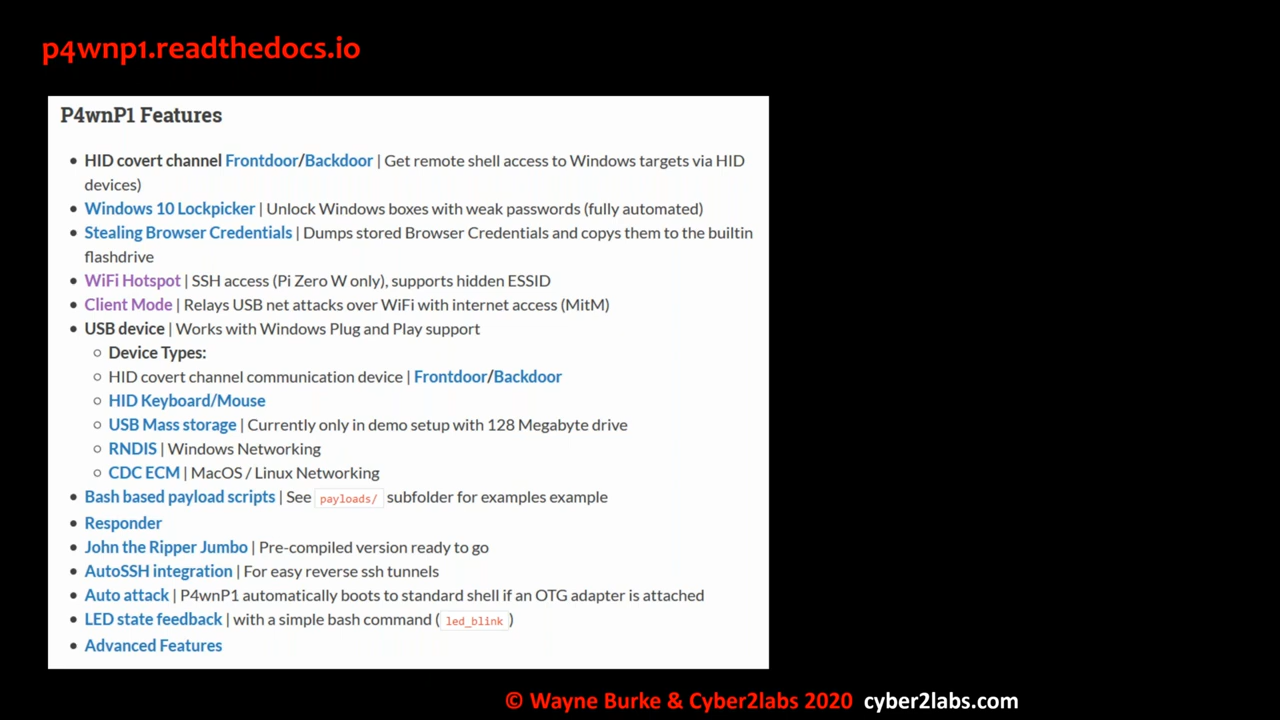 p4wnp1.readthedocs.io
P4wnP1 Features
• HID covert channel Frontdoor/Backdoor | Get remote shell access to Windows targets via HID
devices)
• Windows 10 Lockpicker | Unlock Windows boxes with weak passwords (fully automated)
• Stealing Browser Credentials | Dumps stored Browser Credentials and copys them to the builtin
flashdrive
• WiFi Hotspot | SSH access (Pi Zero W only), supports hidden ESSID
• Client Mode | Relays USB net attacks over WiFi with internet access (MitM)
• USB device | Works with Windows Plug and Play support
○ Device Types:
○ HID covert channel communication device | Frontdoor/Backdoor
○ HID Keyboard/Mouse
○ USB Mass storage | Currently only in demo setup with 128 Megabyte drive
○ RNDIS | Windows Networking
○ CDC ECM | MacOS / Linux Networking
• Bash based payload scripts | See payloads/ subfolder for examples example
• Responder
• John the Ripper Jumbo | Pre-compiled version ready to go
• AutoSSH integration | For easy reverse ssh tunnels
• Auto attack | P4wnP1 automatically boots to standard shell if an OTG adapter is attached
• LED state feedback | with a simple bash command ( led_blink )
• Advanced Features
© Wayne Burke & Cyber2labs 2020 cyber2labs.com